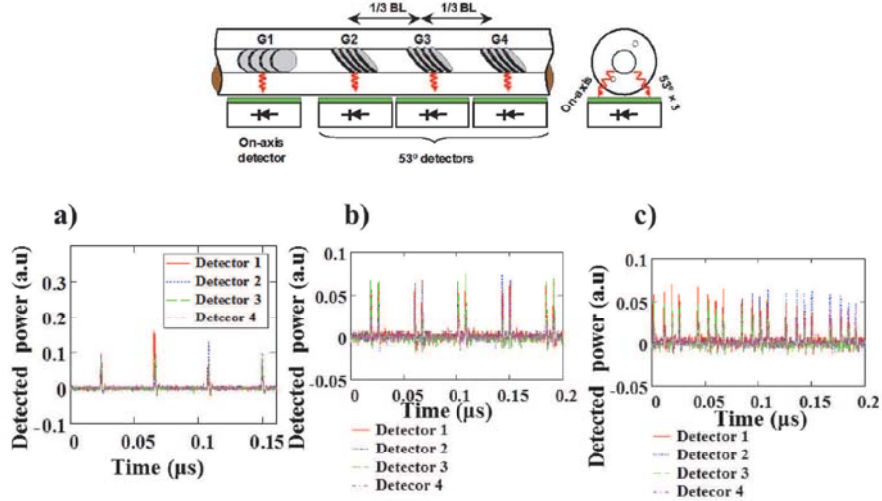 1/3 BL 1/3 BL
G1 G2 G3 G4
On-axis
53° × 3
On-axis
detector
53° detectors
a)
Detected power (a.u)
0.3
0.2
0.1
0
-0.1
Detector 1
Detector 2
Detector 3
Detecor 4
0 0.05 0.1 0.15
Time (μs)
b)
Detected power (a.u)
0.1
0.05
0
-0.05
0 0.05 0.1 0.15 0.2
Time (μs)
Detector 1
Detector 2
Detector 3
Detecor 4
c)
Detected power (a.u)
0.1
0.05
0
-0.05
0 0.05 0.1 0.15 0.2
Time (μs)
Detector 1
Detector 2
Detector 3
Detecor 4